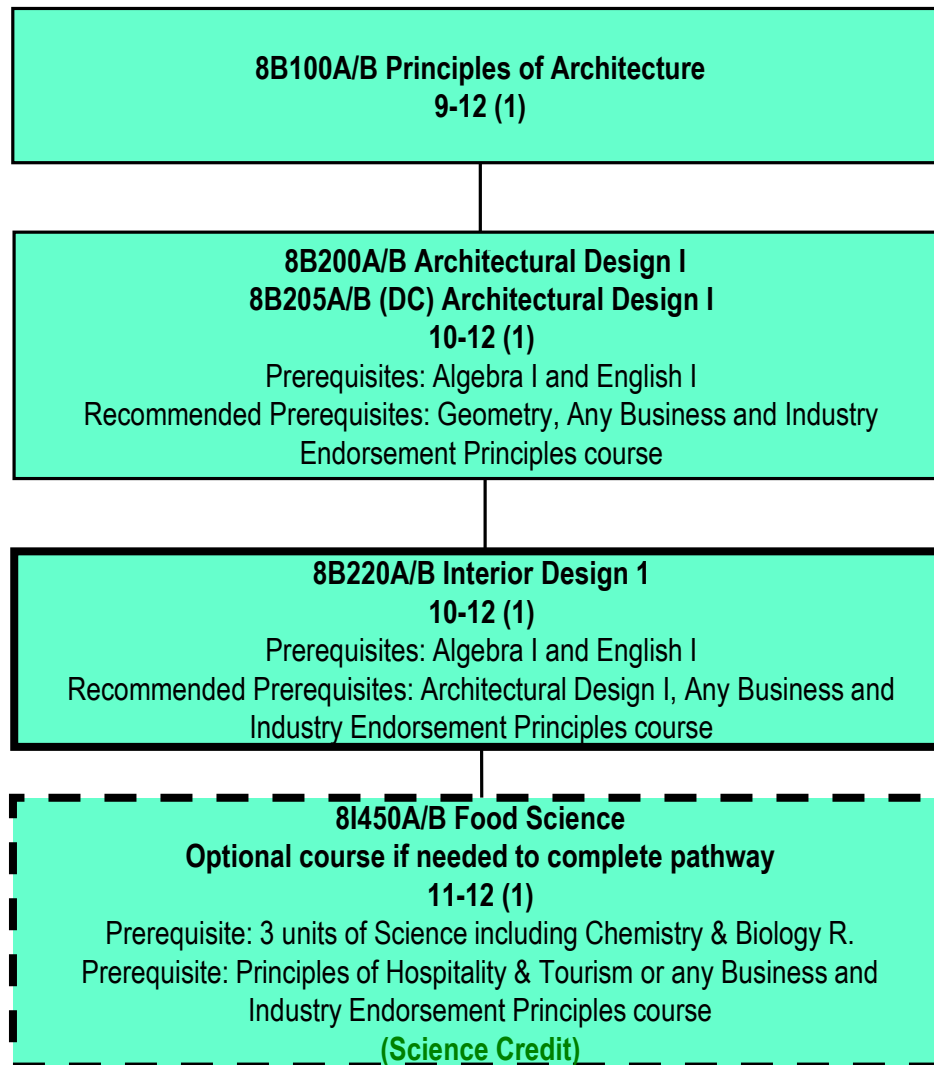 8B100A/B Principles of Architecture
9-12 (1)
8B200A/B Architectural Design I
8B205A/B (DC) Architectural Design I
10-12 (1)
Prerequisites: Algebra I and English I
Recommended Prerequisites: Geometry, Any Business and Industry
Endorsement Principles course
8B220A/B Interior Design 1
10-12 (1)
Prerequisites: Algebra I and English I
Recommended Prerequisites: Architectural Design I, Any Business and
Industry Endorsement Principles course
8I450A/B Food Science
Optional course if needed to complete pathway
11-12 (1)
Prerequisite: 3 units of Science including Chemistry & Biology R.
Prerequisite: Principles of Hospitality & Tourism or any Business and
Industry Endorsement Principles course
(Science Credit)